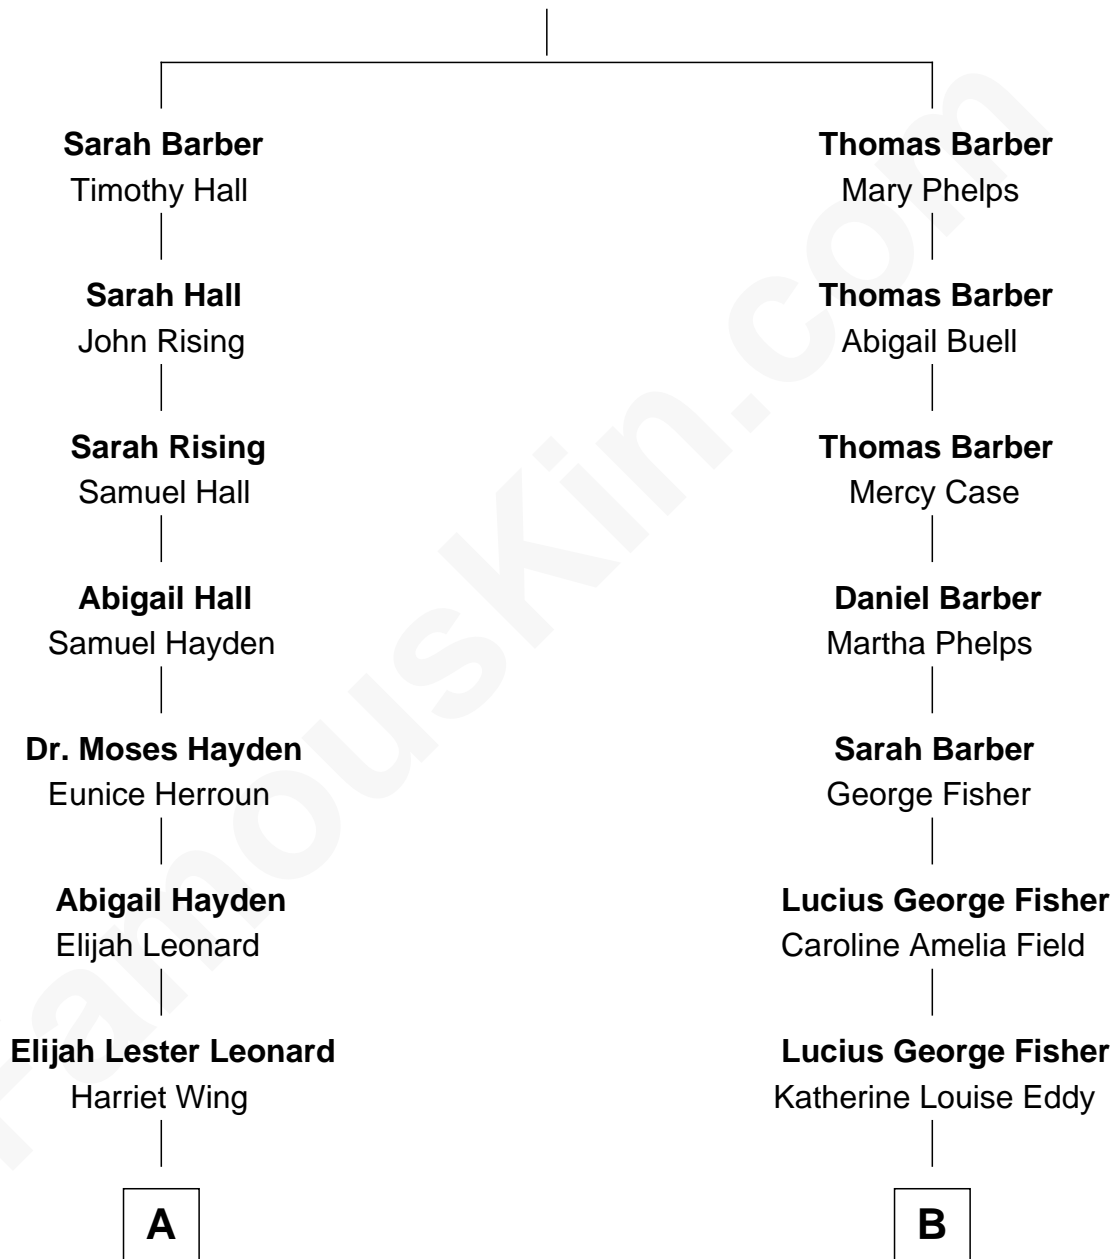 Sarah Barber
Timothy Hall
Thomas Barber
Mary Phelps
Sarah Hall
John Rising
Thomas Barber
Abigail Buell
Sarah Rising
Samuel Hall
Thomas Barber
Mercy Case
Abigail Hall
Samuel Hayden
Daniel Barber
Martha Phelps
Dr. Moses Hayden
Eunice Herroun
Sarah Barber
George Fisher
Abigail Hayden
Elijah Leonard
Lucius George Fisher
Caroline Amelia Field
Elijah Lester Leonard
Harriet Wing
Lucius George Fisher
Katherine Louise Eddy
A
B
FamousKin.com